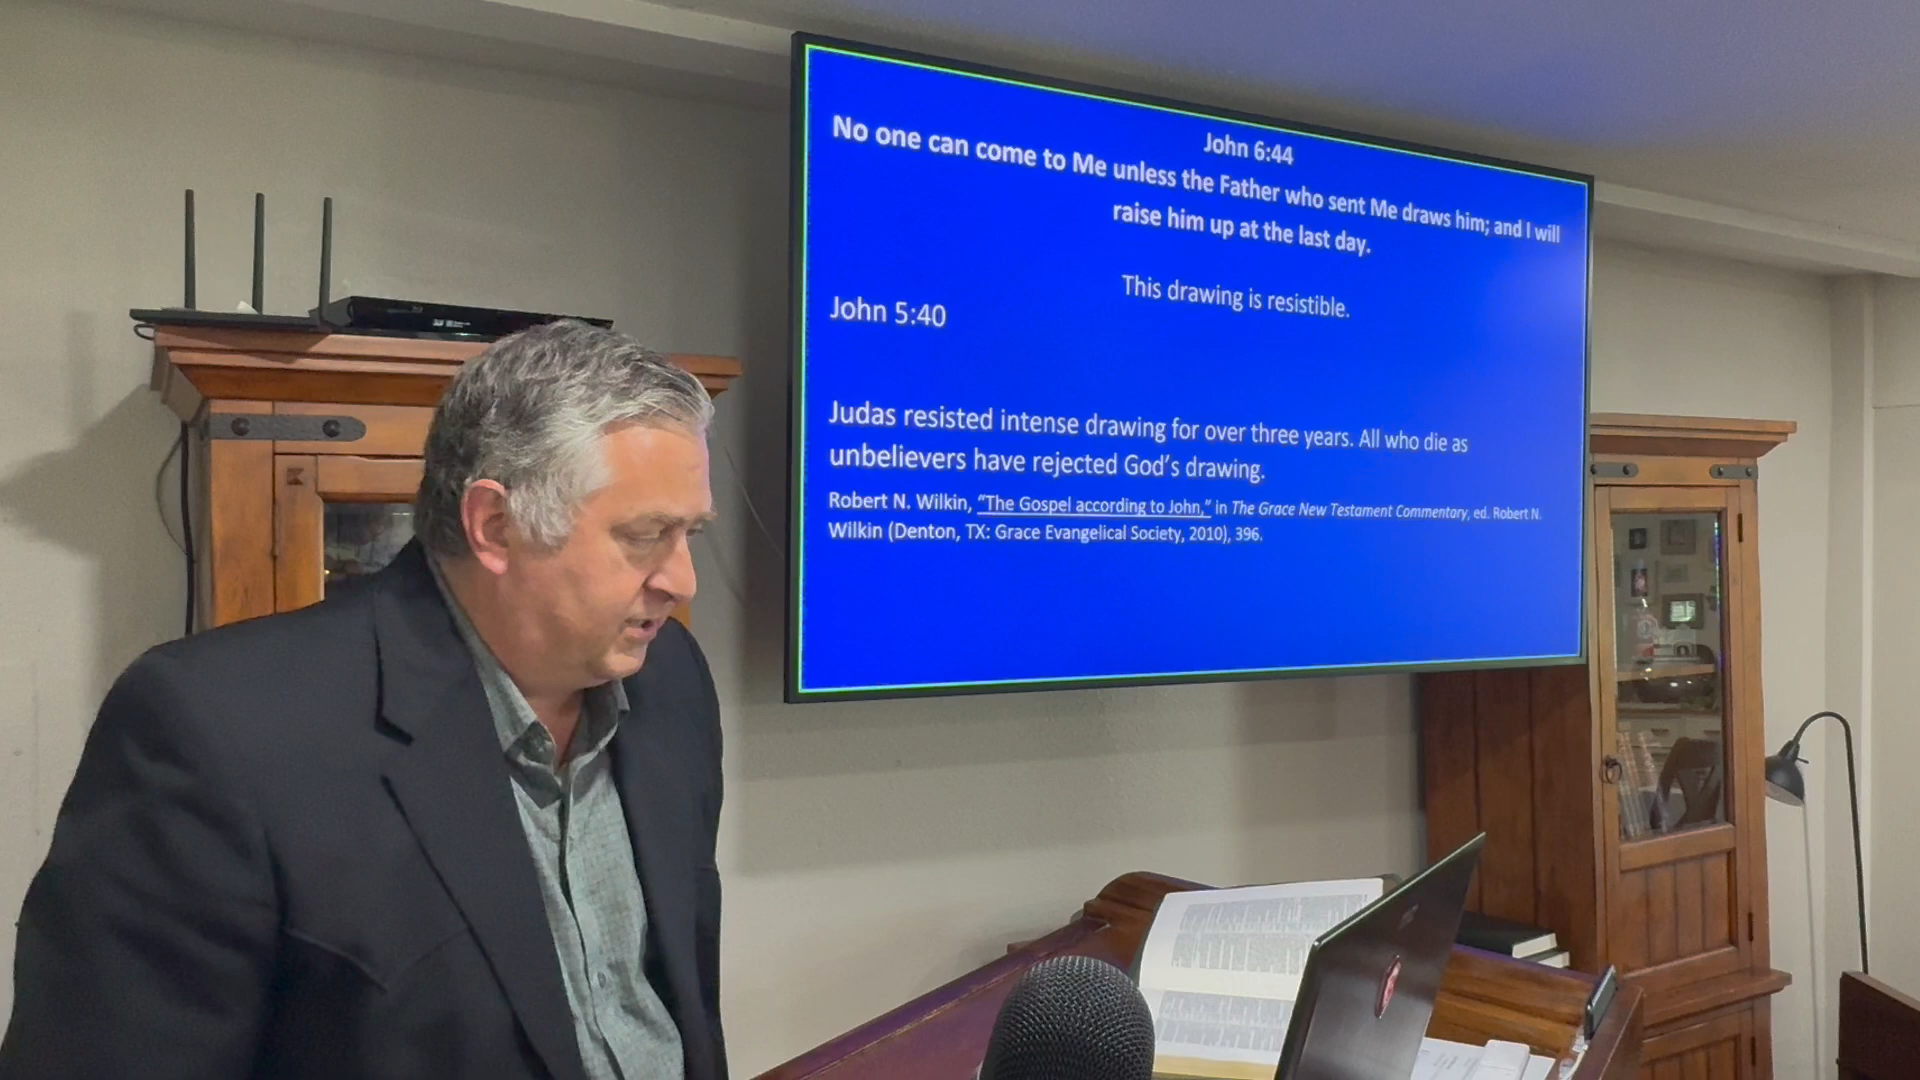 John 6:44
No one can come to Me unless the Father who sent Me draws him; and I will
raise him up at the last day.
This drawing is resistible.
John 5:40
Judas resisted intense drawing for over three years. All who die as
unbelievers have rejected God's drawing.
Robert N. Wilkin, “The Gospel according to John,” in The Grace New Testament Commentary, ed. Robert N.
Wilkin (Denton, TX: Grace Evangelical Society, 2010), 396.